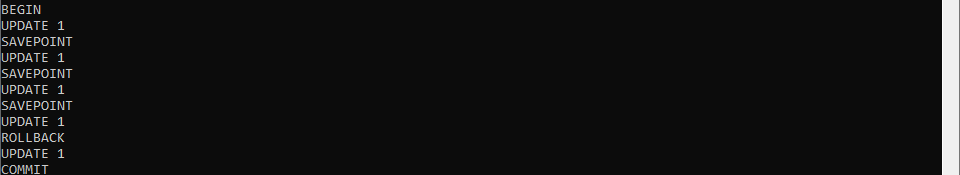 BEGIN
UPDATE 1
SAVEPOINT
UPDATE 1
SAVEPOINT
UPDATE 1
SAVEPOINT
UPDATE 1
ROLLBACK
UPDATE 1
COMMIT